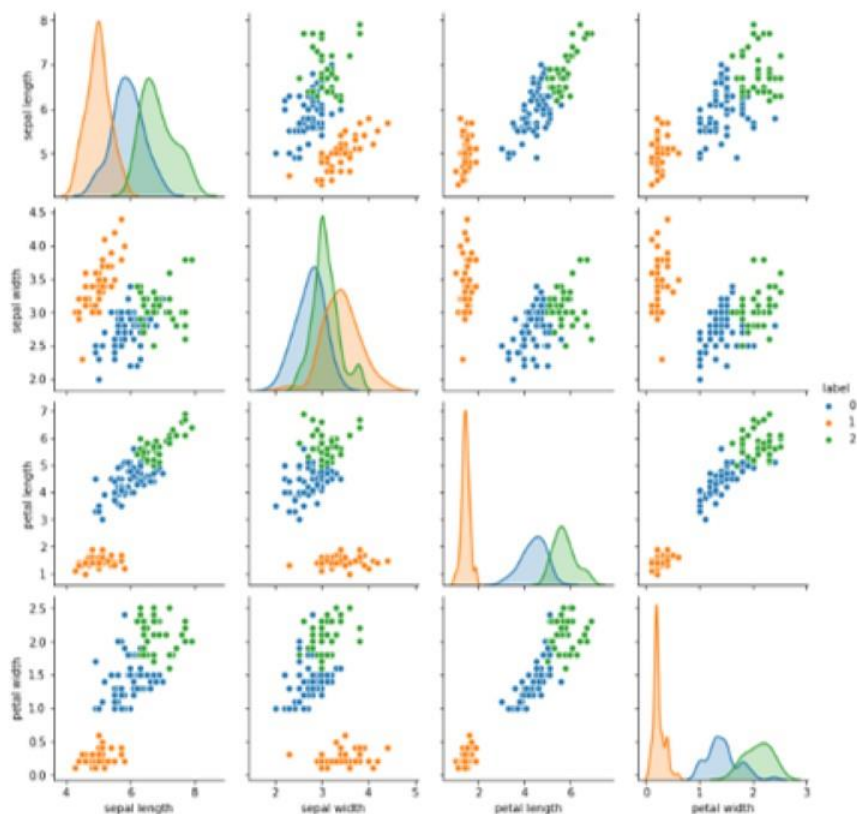 8
7
6
5
sepal length
4.5
4.0
3.5
3.0
2.5
2.0
sepal width
label
0
1
2
7
6
5
4
3
2
1
petal length
2.5
2.0
1.5
1.0
0.5
0.0
petal width
4 6 8
sepal length
2 3 4 5
sepal width
2 4 6
petal length
0 1 2 3
petal width